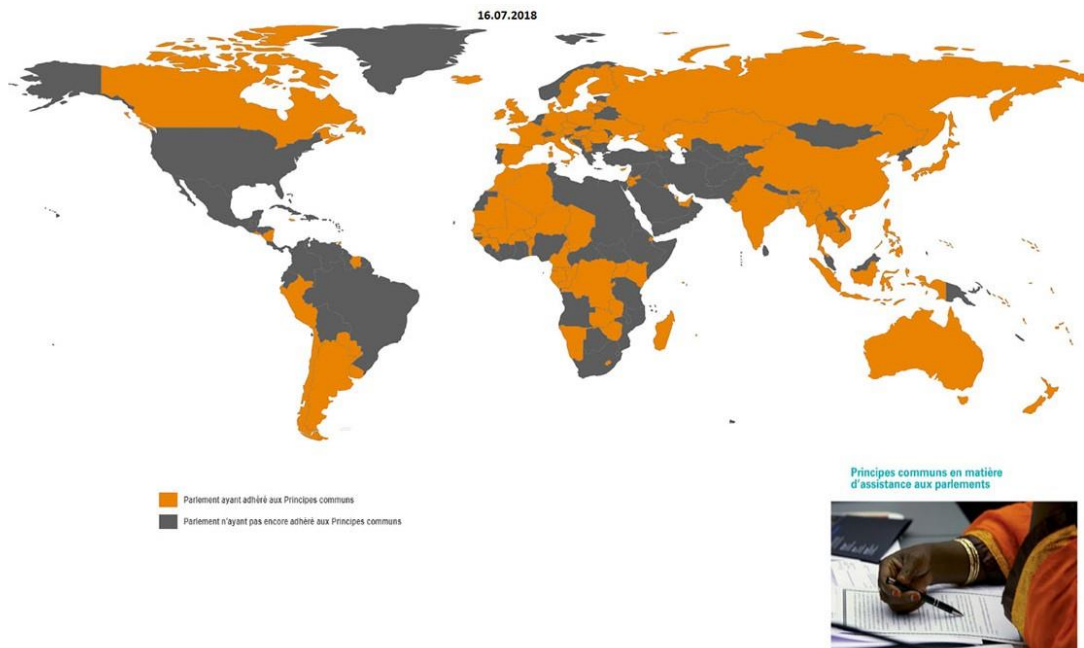 16.07.2018
Parlement ayant adhéré aux Principes communs
Parlement n'ayant pas encore adhéré aux Principes communs
Principes communs en matière
d'assistance aux parlements